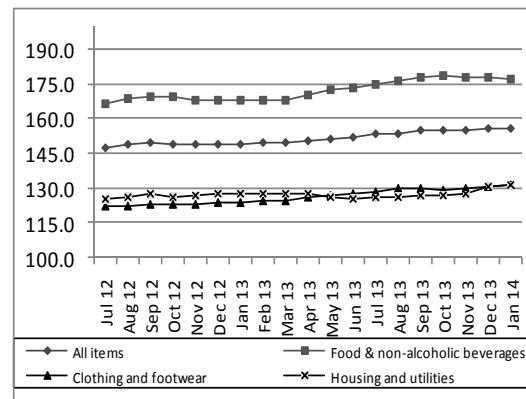 190.0
175.0
160.0
145.0
130.0
115.0
100.0
Jul 12
Aug 12
Sep 12
Oct 12
Nov 12
Dec 12
Jan 13
Feb 13
Mar 13
Apr 13
May 13
Jun 13
Jul 13
Aug 13
Sep 13
Oct 13
Nov 13
Dec 13
Jan 14
All items Food & non-alcoholic beverages
Clothing and footwear Housing and utilities